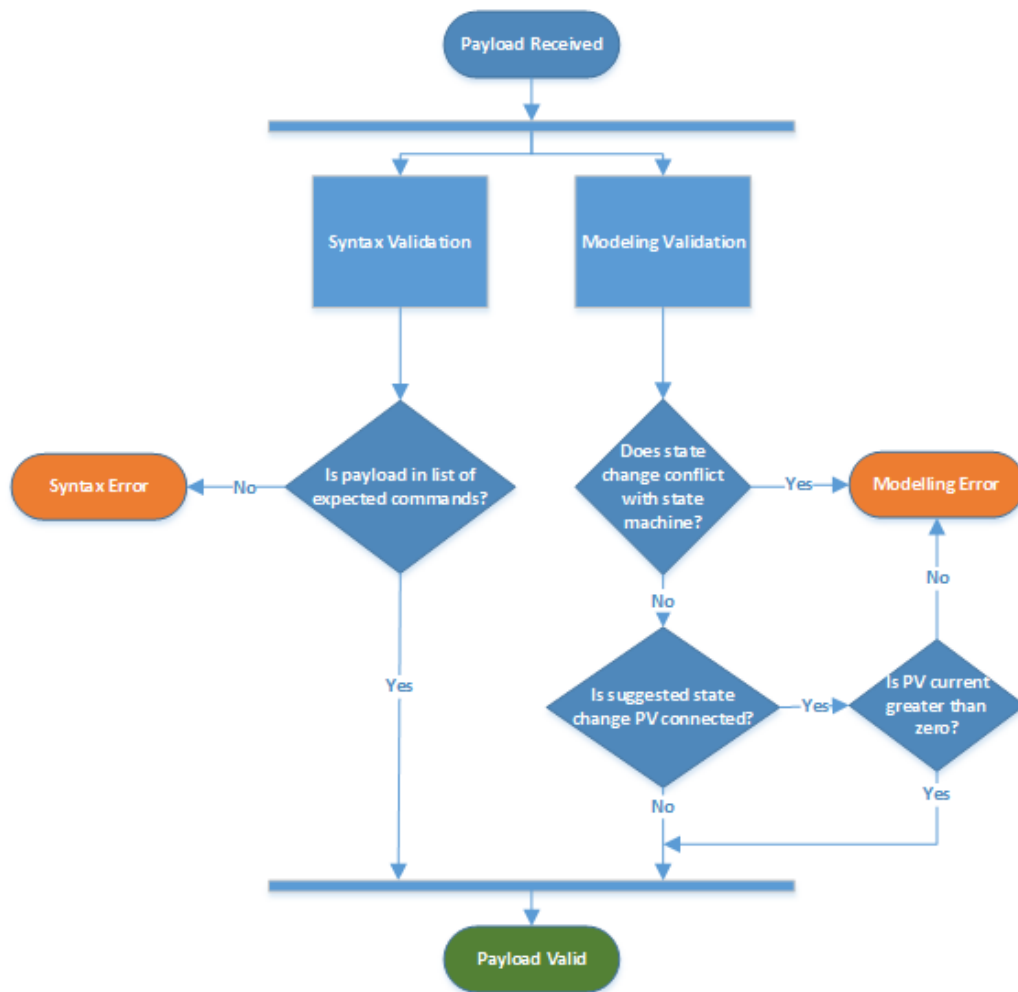 Payload Received
Syntax Validation
Modeling Validation
Is payload in list of
expected commands?
Does state
change conflict
with state
machine?
Syntax Error
No
Yes
Modelling Error
No
No
Yes
Is suggested state
change PV connected?
Yes
Is PV current
greater than
zero?
No
Yes
Payload Valid